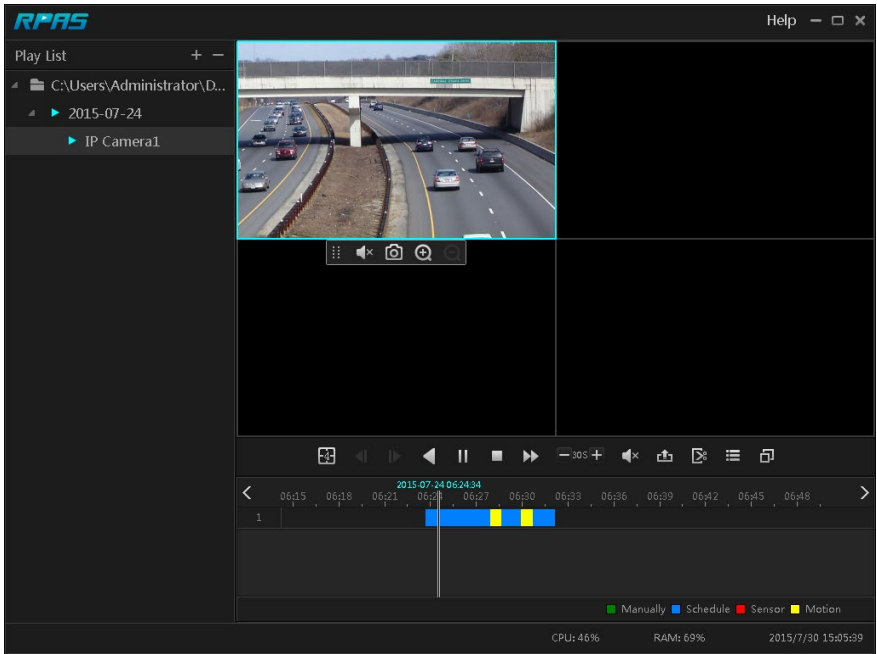 RPAS
Help
Play List
C:\Users\Administrator\D...
2015-07-24
IP Camera1
4
30S
2015-07-24 06:24:34
06:15 06:18 06:21 06:24 06:27 06:30 06:33 06:36 06:39 06:42 06:45 06:48
1
Manually Schedule Sensor Motion
CPU: 46% RAM: 69% 2015/7/30 15:05:39